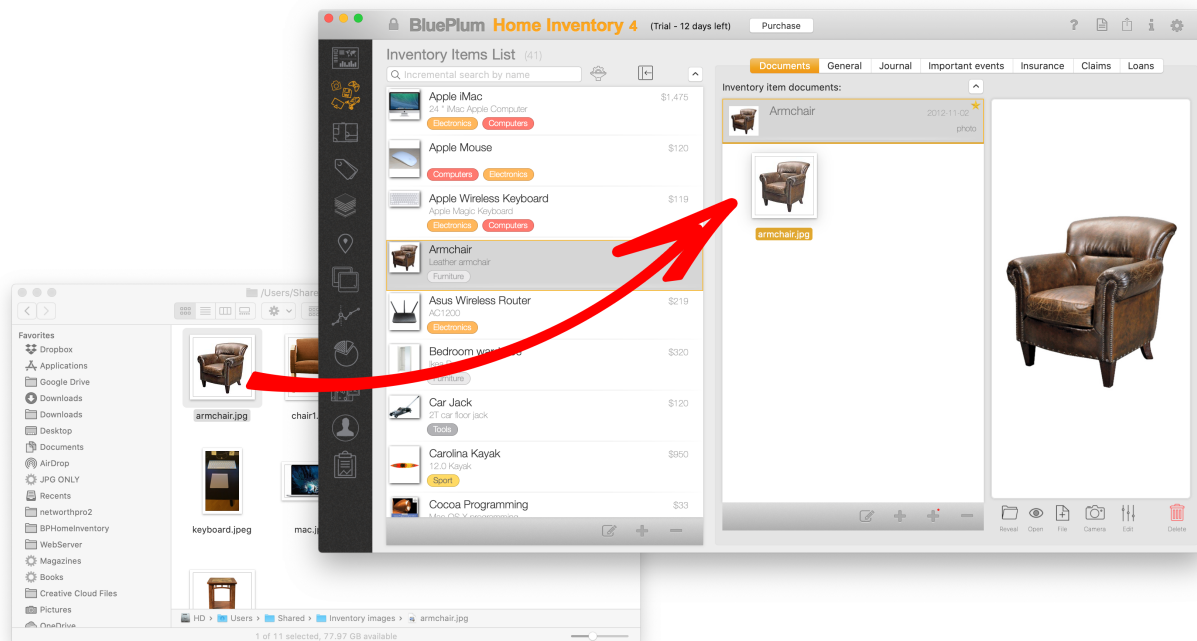 BluePlum Home Inventory 4 (Trial - 12 days left) Purchase
Inventory Items List (41)
Incremental search by name
Apple iMac $1,475
24 " iMac Apple Computer
Electronics Computers
Apple Mouse $120
Computers Electronics
Apple Wireless Keyboard $119
Apple Magic Keyboard
Electronics Computers
Armchair
Leather armchair
Furniture
Asus Wireless Router $219
AC1200
Electronics
Bedroom $320
Furniture
Car Jack $120
2T car floor jack
Tools
Carolina Kayak $950
12.0 Kayak
Sport
Cocoa Programming $33
Mac OS X programming
Documents General Journal Important events Insurance Claims Loans
Inventory item documents:
Armchair 2012-11-02
photo
armchair.jpg
Reveal Open File Camera Edit Delete
/Users/Share
Favorites
Dropbox
Applications
Google Drive
Downloads
Downloads
Desktop
Documents
AirDrop
JPG ONLY
Recents
networthpro2
BPHomeInventory
WebServer
Magazines
Books
Creative Cloud Files
Pictures
OneDrive
armchair.jpg chair1.
keyboard.jpeg mac.j
HD › Users › Shared › Inventory images › armchair.jpg
1 of 11 selected, 77.97 GB available